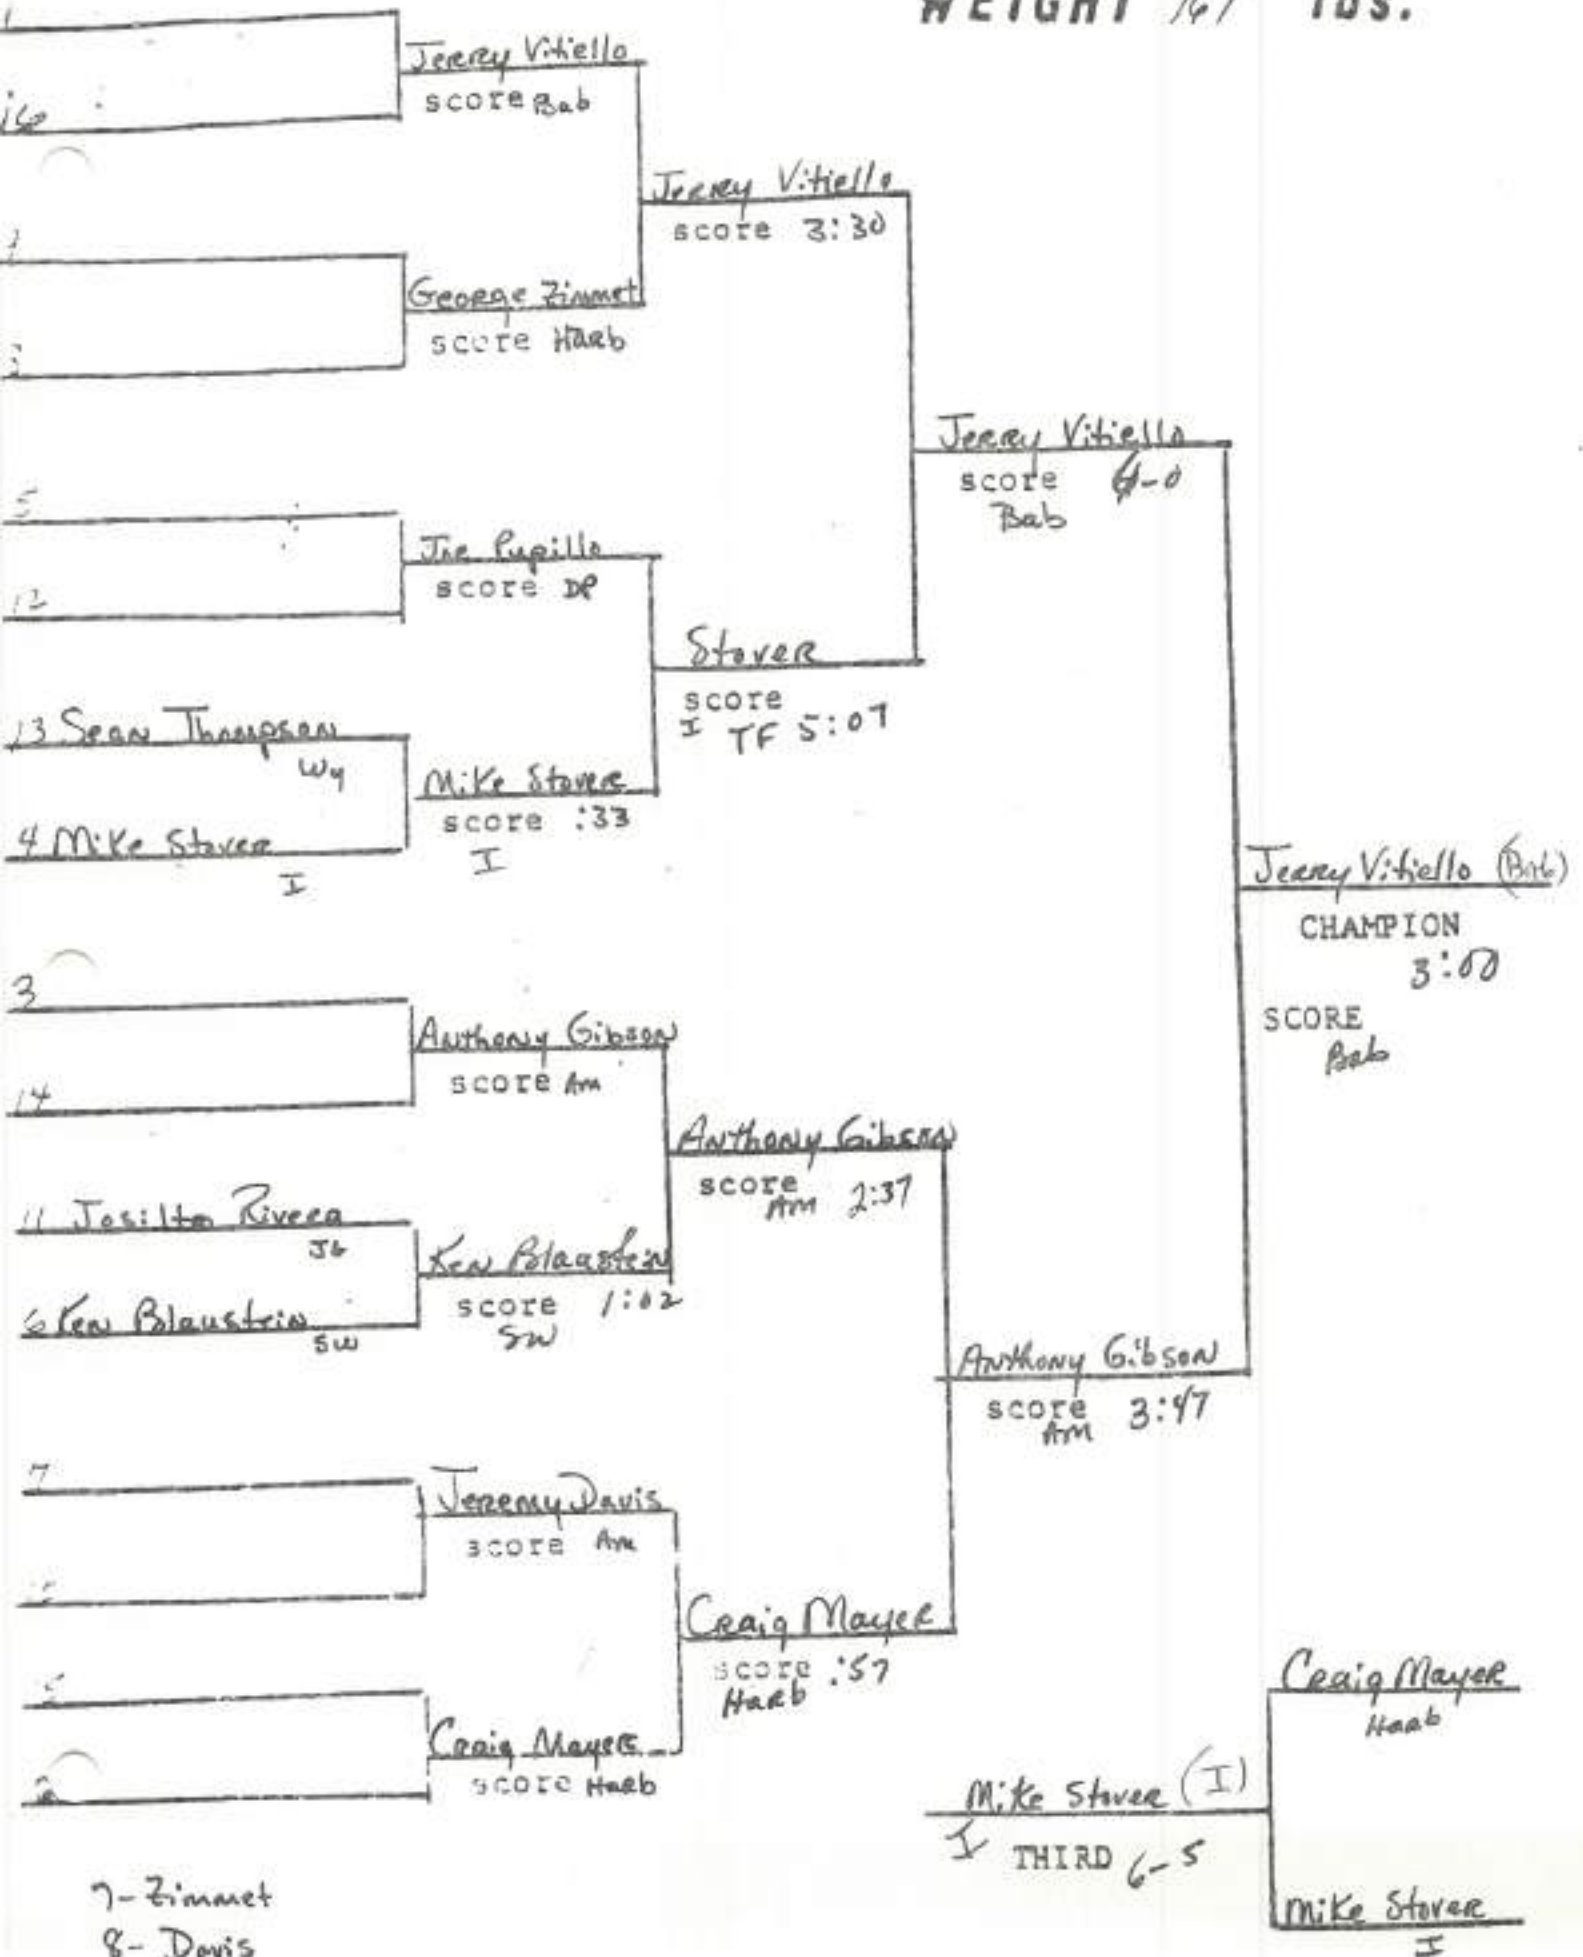 WEIGHT 161 lbs.
1
Jerry Vitiello
score Bab
16
Jerry Vitiello
score 3:30
George Zimmet
score Harb
Jerry Vitiello
score 6-0
Bab
5
Joe Pupillo
score DP
12
Stover
score
I TF 5:07
13 Sean Thompson
Wy
Mike Stover
score :33
I
4 Mike Stover
I
Jerry Vitiello (Bab)
CHAMPION
3:00
SCORE
Bab
3
Anthony Gibson
score Am
14
Anthony Gibson
score
Am 2:37
11 Josilto Rivera
JG
Ken Blaustein
score 1:02
SW
6 Ken Blaustein
SW
Anthony Gibson
score 3:47
Am
7
Jeremy Davis
score Am
Craig Mayer
score :57
Harb
Craig Mayer
score Harb
2
Craig Mayer
Harb
Mike Stover (I)
I THIRD 6-5
Mike Stover
I
7- Zimmet
8- Davis